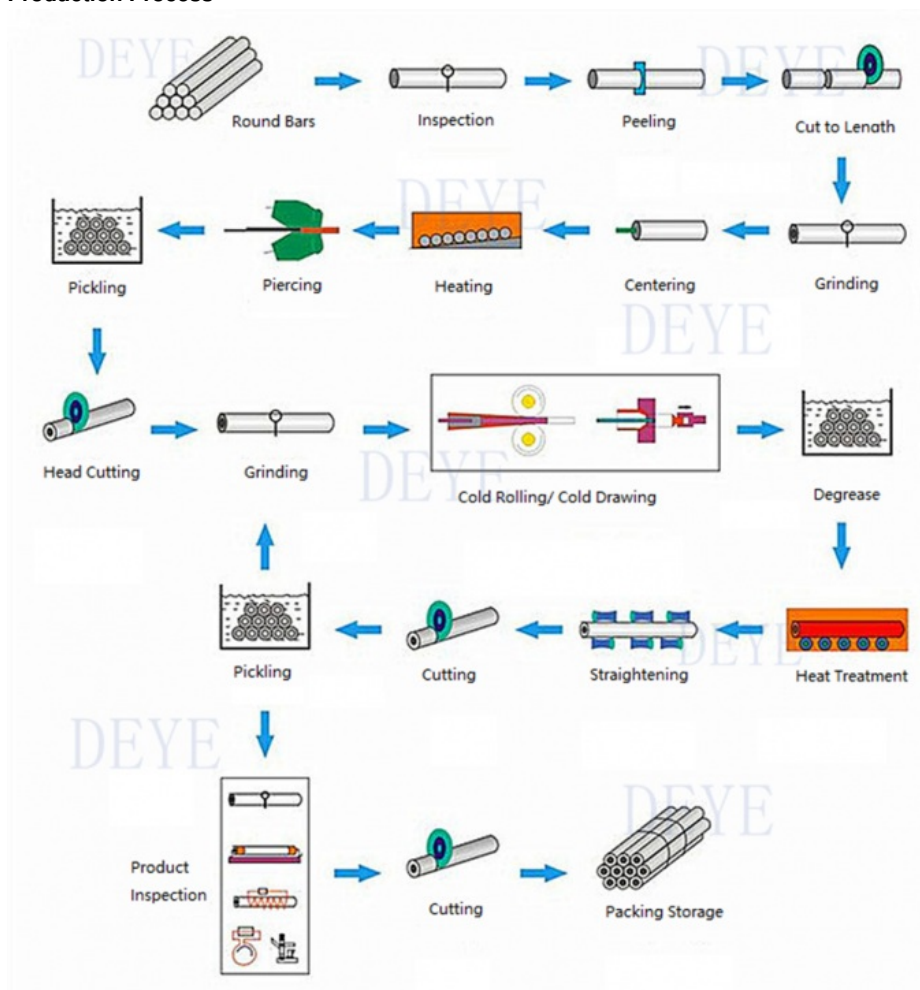 Production Process
DEYE
DEYE
Round Bars
Inspection
Peeling
Cut to Length
DEYE
Pickling
Piercing
Heating
Centering
Grinding
DEYE
Head Cutting
Grinding
DEYE
Cold Rolling/ Cold Drawing
Degrease
Pickling
Cutting
Straightening
DEYE
Heat Treatment
DEYE
DEYE
Product
Inspection
Cutting
Packing Storage